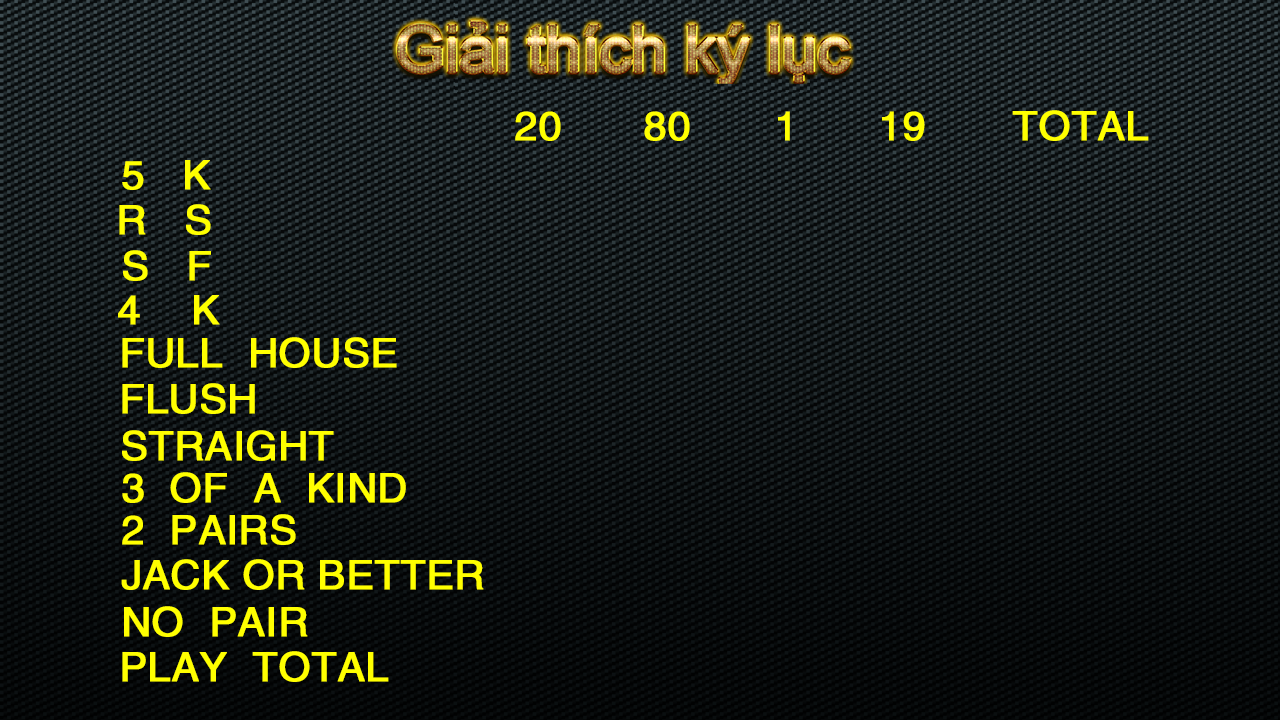 Giải thích ký lục
20 80 1 19 TOTAL
5 K
R S
S F
4 K
FULL HOUSE
FLUSH
STRAIGHT
3 OF A KIND
2 PAIRS
JACK OR BETTER
NO PAIR
PLAY TOTAL